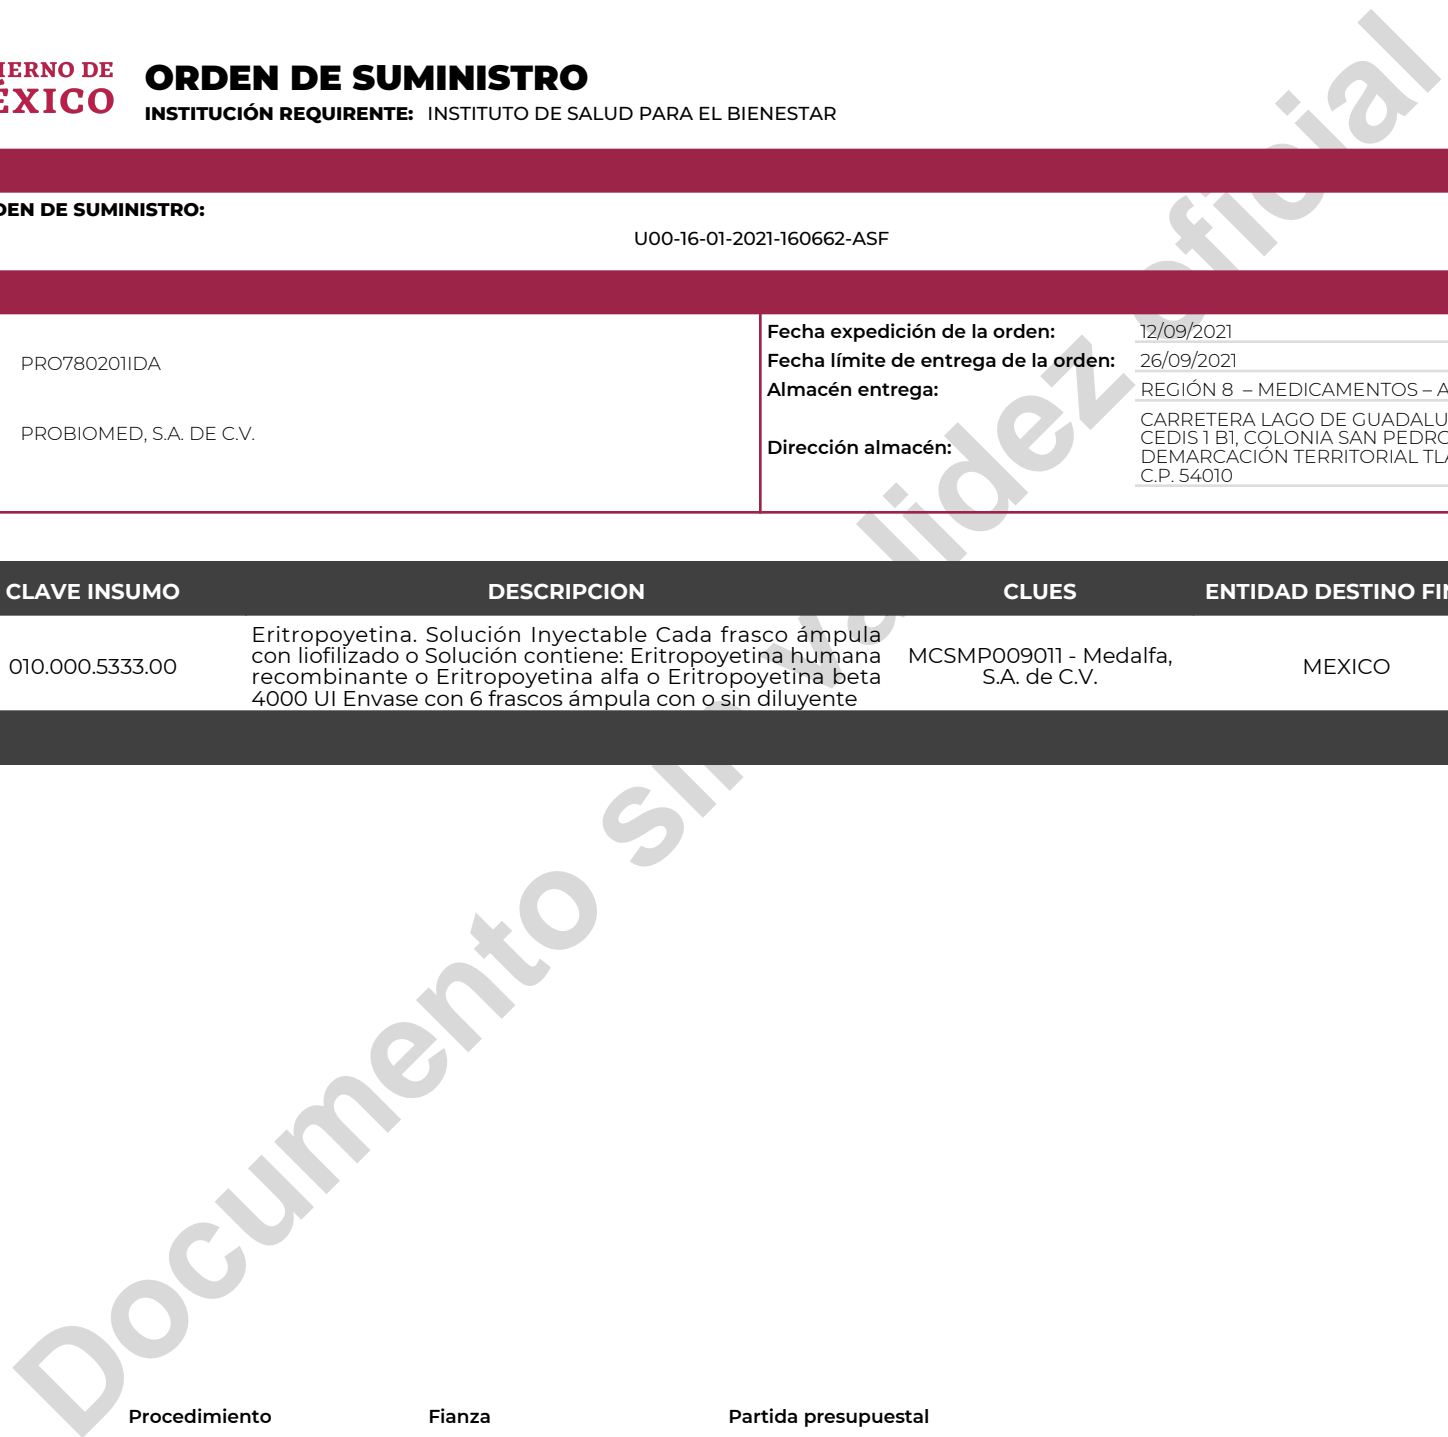 IERNO DE
ÉXICO
ORDEN DE SUMINISTRO
INSTITUCIÓN REQUIRENTE: INSTITUTO DE SALUD PARA EL BIENESTAR
DEN DE SUMINISTRO:
U00-16-01-2021-160662-ASF
PRO780201IDA
PROBIOMED, S.A. DE C.V.
Fecha expedición de la orden: 12/09/2021
Fecha límite de entrega de la orden: 26/09/2021
Almacén entrega: REGIÓN 8 – MEDICAMENTOS – A
Dirección almacén:
CARRETERA LAGO DE GUADALU
CEDIS 1 B1, COLONIA SAN PEDRO
DEMARCACIÓN TERRITORIAL TLA
C.P. 54010
CLAVE INSUMO DESCRIPCION CLUES ENTIDAD DESTINO FIN
010.000.5333.00
Eritropoyetina. Solución Inyectable Cada frasco ámpula
con liofilizado o Solución contiene: Eritropoyetina humana
recombinante o Eritropoyetina alfa o Eritropoyetina beta
4000 UI Envase con 6 frascos ámpula con o sin diluyente
MCSMP009011 - Medalfa,
S.A. de C.V.
MEXICO
Documento sin validez oficial
Procedimiento Fianza Partida presupuestal